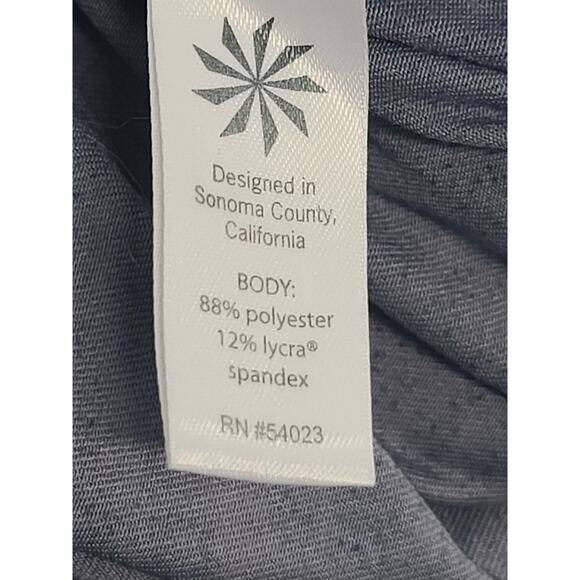 Designed in
Sonoma County,
California
BODY:
88% polyester
12% lycra®
spandex
RN #54023